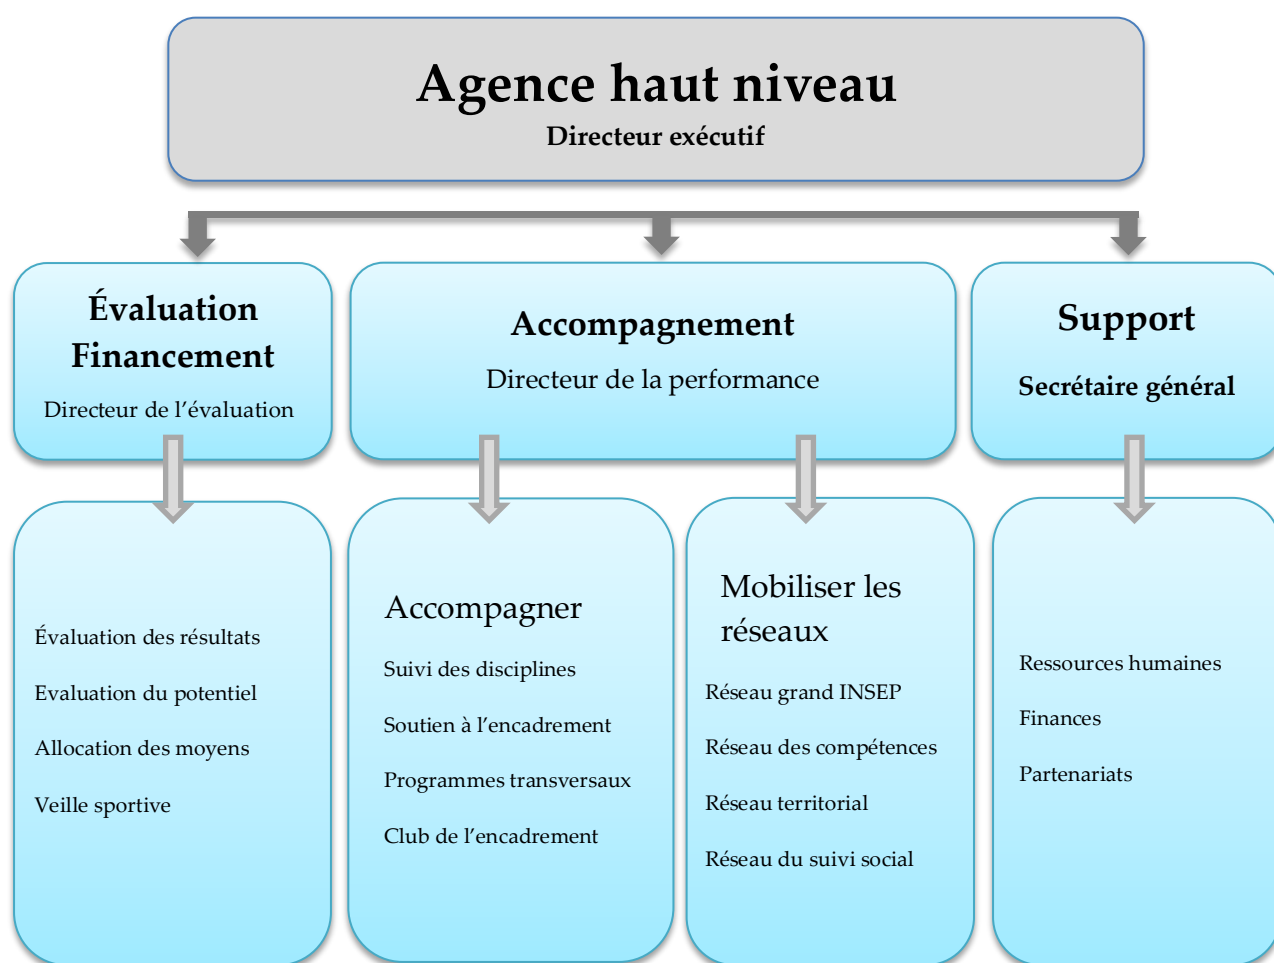 Agence haut niveau
Directeur exécutif
Évaluation
Financement
Directeur de l’évaluation
Accompagnement
Directeur de la performance
Support
Secrétaire général
Évaluation des résultats
Evaluation du potentiel
Allocation des moyens
Veille sportive
Accompagner
Suivi des disciplines
Soutien à l’encadrement
Programmes transversaux
Club de l’encadrement
Mobiliser les
réseaux
Réseau grand INSEP
Réseau des compétences
Réseau territorial
Réseau du suivi social
Ressources humaines
Finances
Partenariats